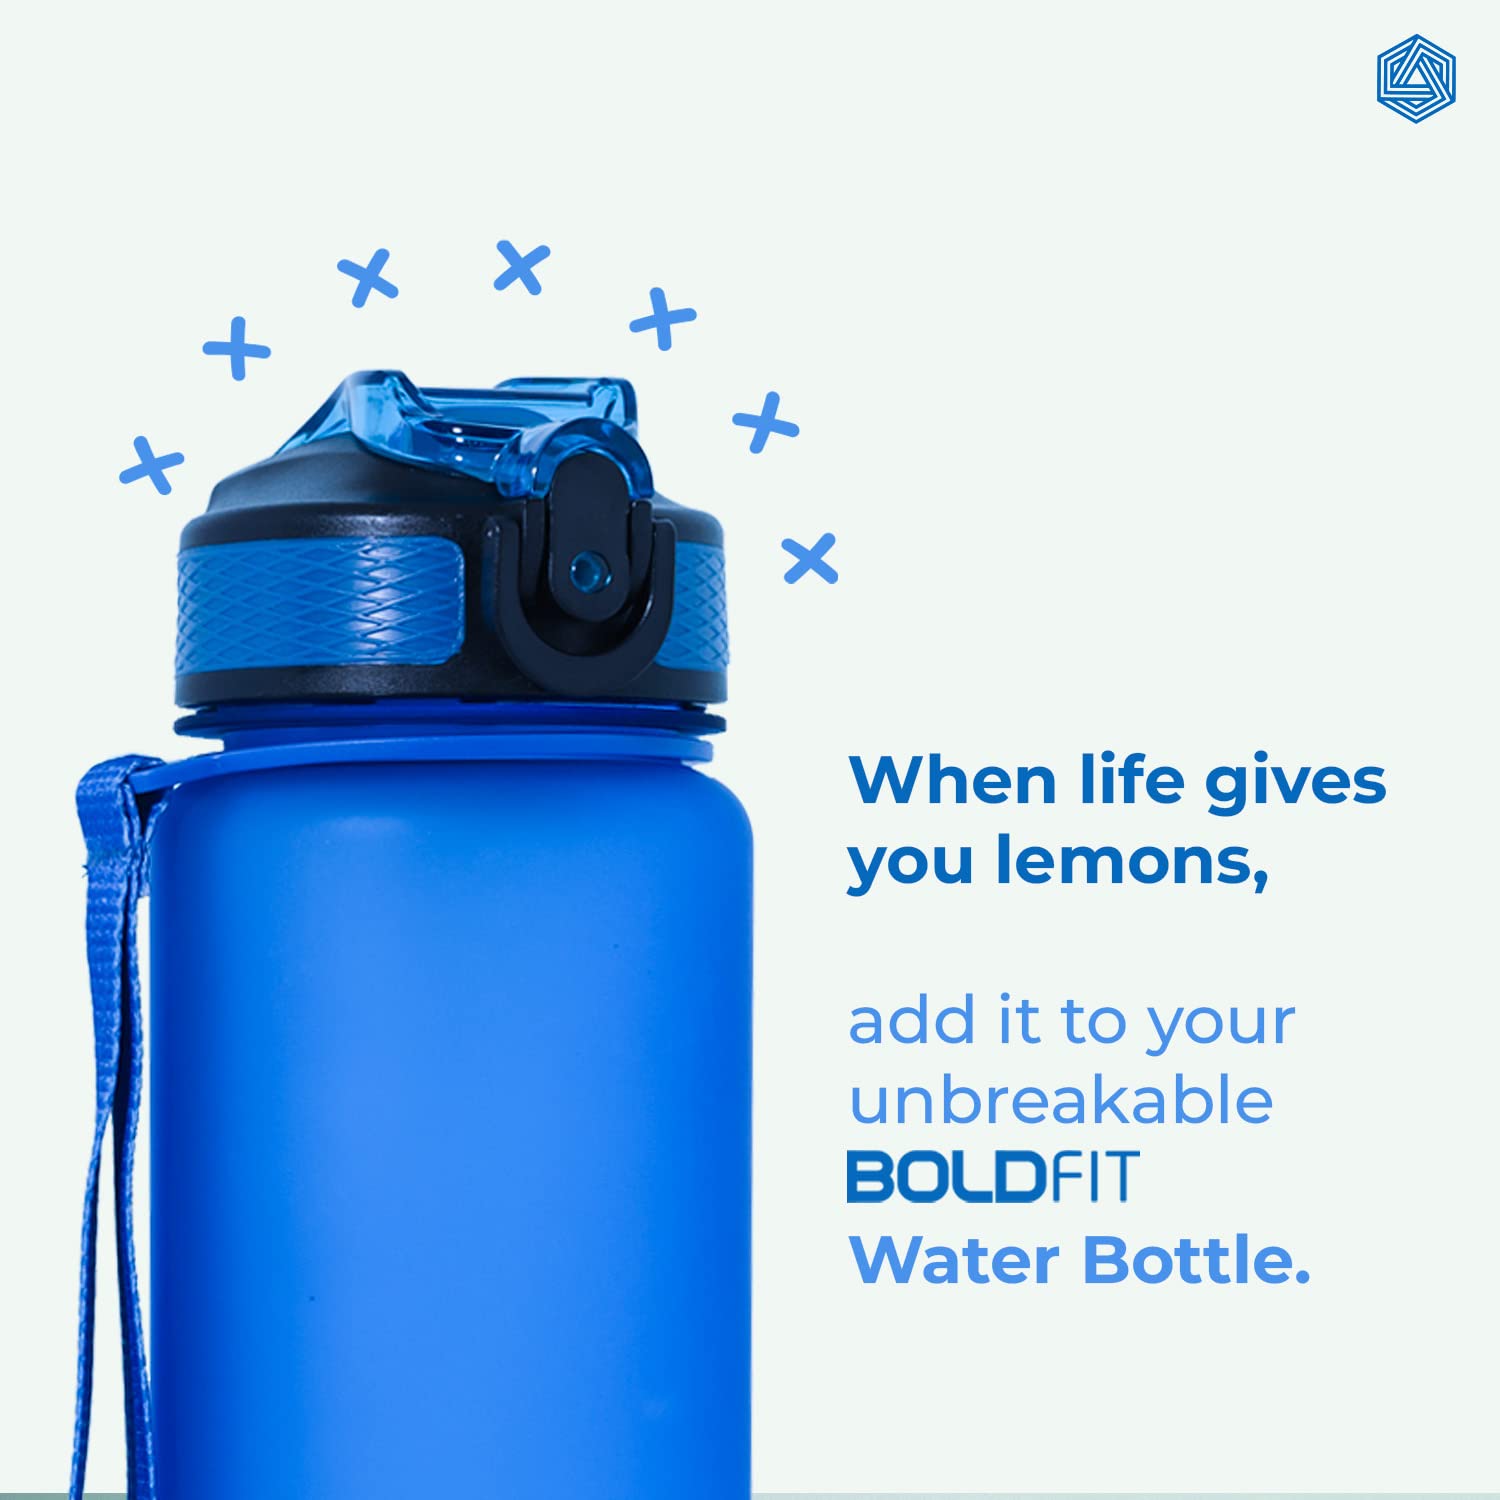 When life gives
you lemons,
add it to your
unbreakable
BOLDFIT
Water Bottle.